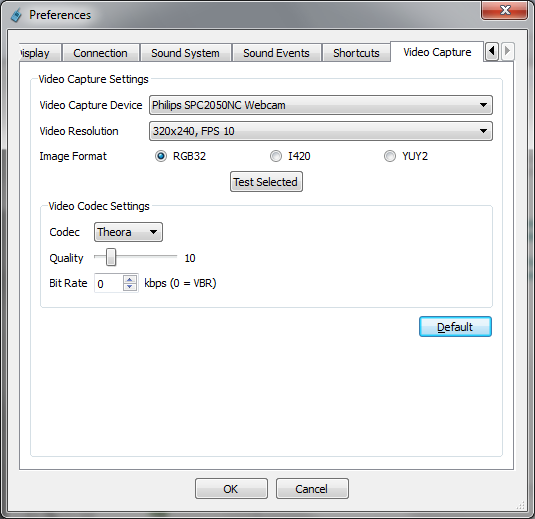 Preferences
isplay Connection Sound System Sound Events Shortcuts Video Capture
Video Capture Settings
Video Capture Device Philips SPC2050NC Webcam
Video Resolution 320x240, FPS 10
Image Format RGB32 I420 YUY2
Test Selected
Video Codec Settings
Codec Theora
Quality 10
Bit Rate 0 kbps (0 = VBR)
Default
OK Cancel